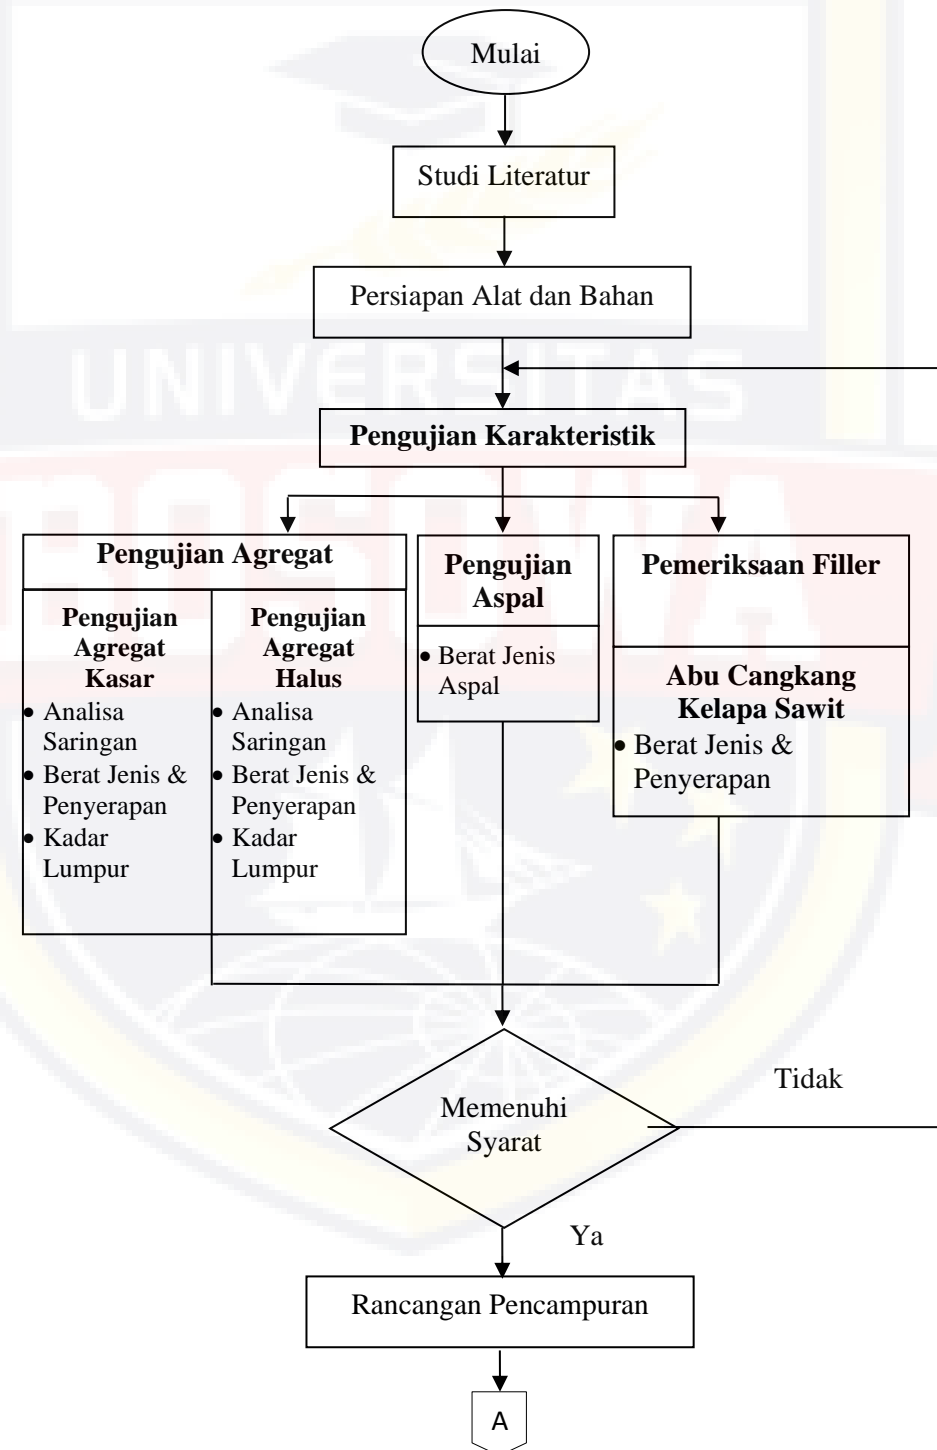 Mulai
Studi Literatur
Persiapan Alat dan Bahan
UNIVERSITAS
BOSOWA
Pengujian Karakteristik
Pengujian Agregat
Pengujian
Agregat
Kasar
• Analisa
Saringan
• Berat Jenis &
Penyerapan
• Kadar
Lumpur
Pengujian
Agregat
Halus
• Analisa
Saringan
• Berat Jenis &
Penyerapan
• Kadar
Lumpur
Pengujian
Aspal
• Berat Jenis
Aspal
Pemeriksaan Filler
Abu Cangkang
Kelapa Sawit
• Berat Jenis &
Penyerapan
Memenuhi
Syarat
Tidak
Ya
Rancangan Pencampuran
A